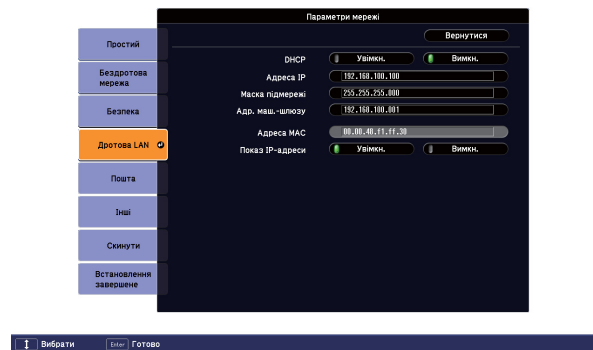 Параметри мережі
Вернутися
Простий
Бездротова
мережа
Безпека
Дротова LAN
Пошта
Інші
Скинути
Встановлення
завершене
DHCP Увімкн. Вимкн.
Адреса IP 192.168.100.100
Маска підмережі 255.255.255.000
Адр. маш.-шлюзу 192.168.100.001
Адреса MAC 00.00.48.f1.ff.30
Показ IP-адреси Увімкн. Вимкн.
Вибрати Enter Готово